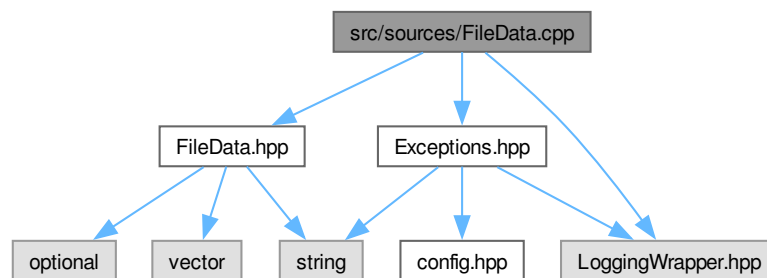 src/sources/FileData.cpp
FileData.hpp
Exceptions.hpp
optional
vector
string
config.hpp
LoggingWrapper.hpp